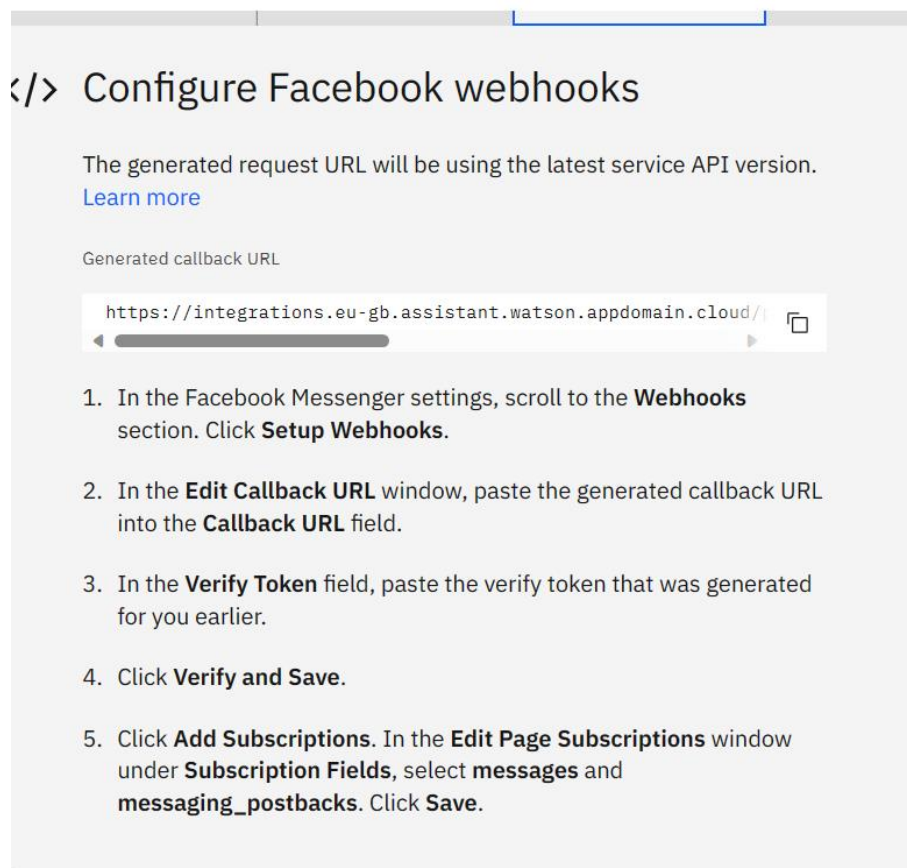 </> Configure Facebook webhooks
The generated request URL will be using the latest service API version.
Learn more
Generated callback URL
https://integrations.eu-gb.assistant.watson.appdomain.cloud/
1. In the Facebook Messenger settings, scroll to the Webhooks
section. Click Setup Webhooks.
2. In the Edit Callback URL window, paste the generated callback URL
into the Callback URL field.
3. In the Verify Token field, paste the verify token that was generated
for you earlier.
4. Click Verify and Save.
5. Click Add Subscriptions. In the Edit Page Subscriptions window
under Subscription Fields, select messages and
messaging_postbacks. Click Save.